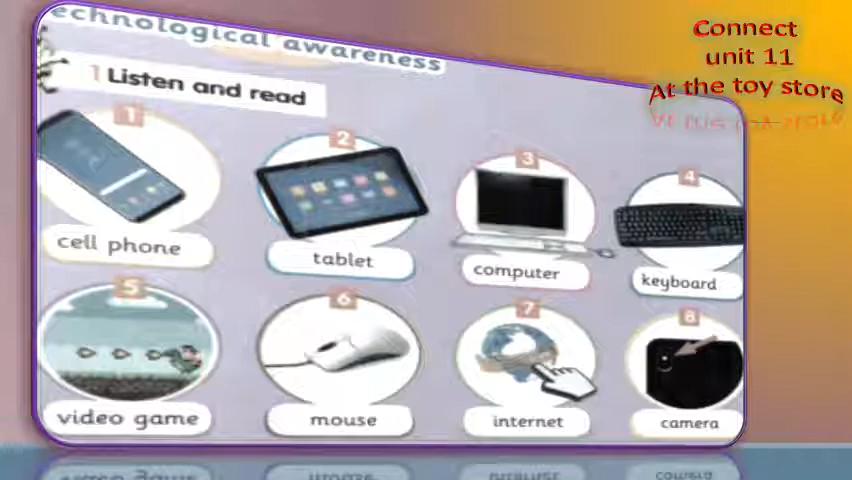 Connect
unit 11
At the toy store
echnological awareness
1 Listen and read
1
2
3
4
cell phone
tablet
computer
keyboard
5
6
7
8
video game
mouse
internet
camera